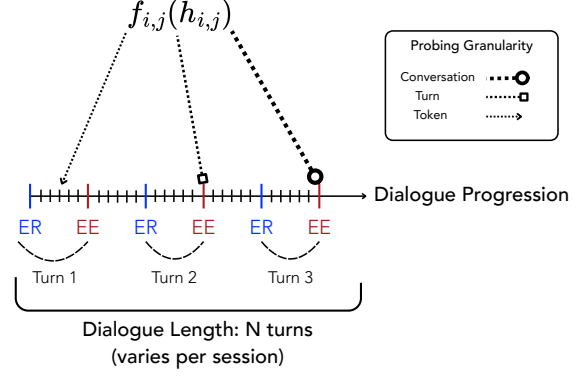 f_{i,j}(h_{i,j})
Probing Granularity
Conversation
Turn
Token
Dialogue Progression
ER EE ER EE ER EE
Turn 1 Turn 2 Turn 3
Dialogue Length: N turns
(varies per session)